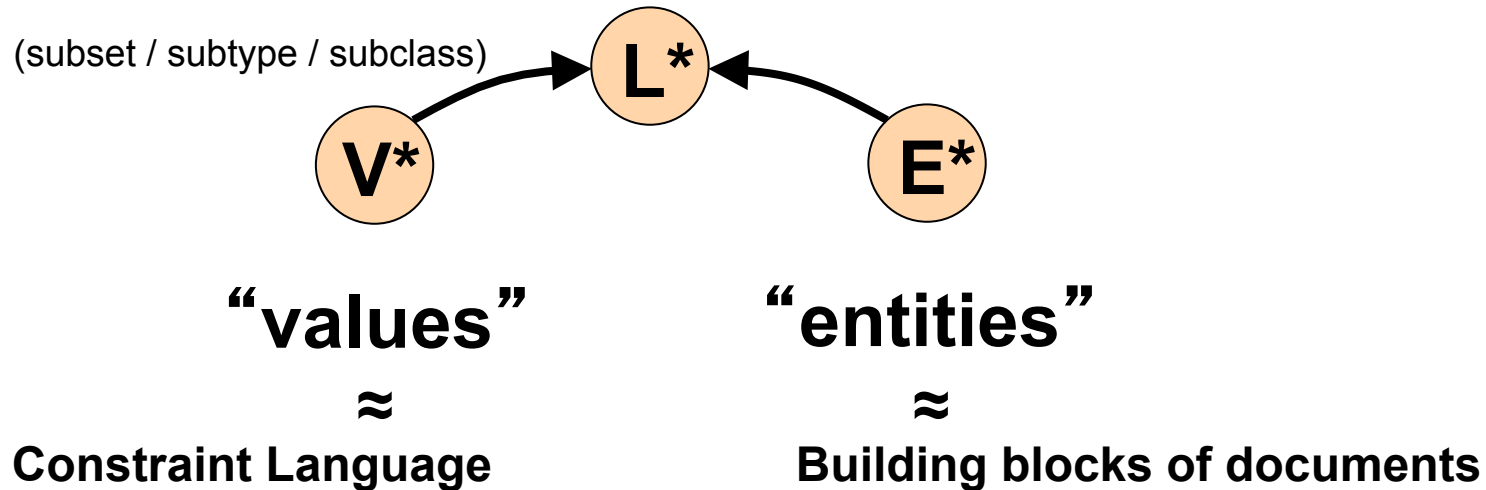 (subset / subtype / subclass)
L*
V*
E*
“values”
“entities”
≈
≈
Constraint Language
Building blocks of documents